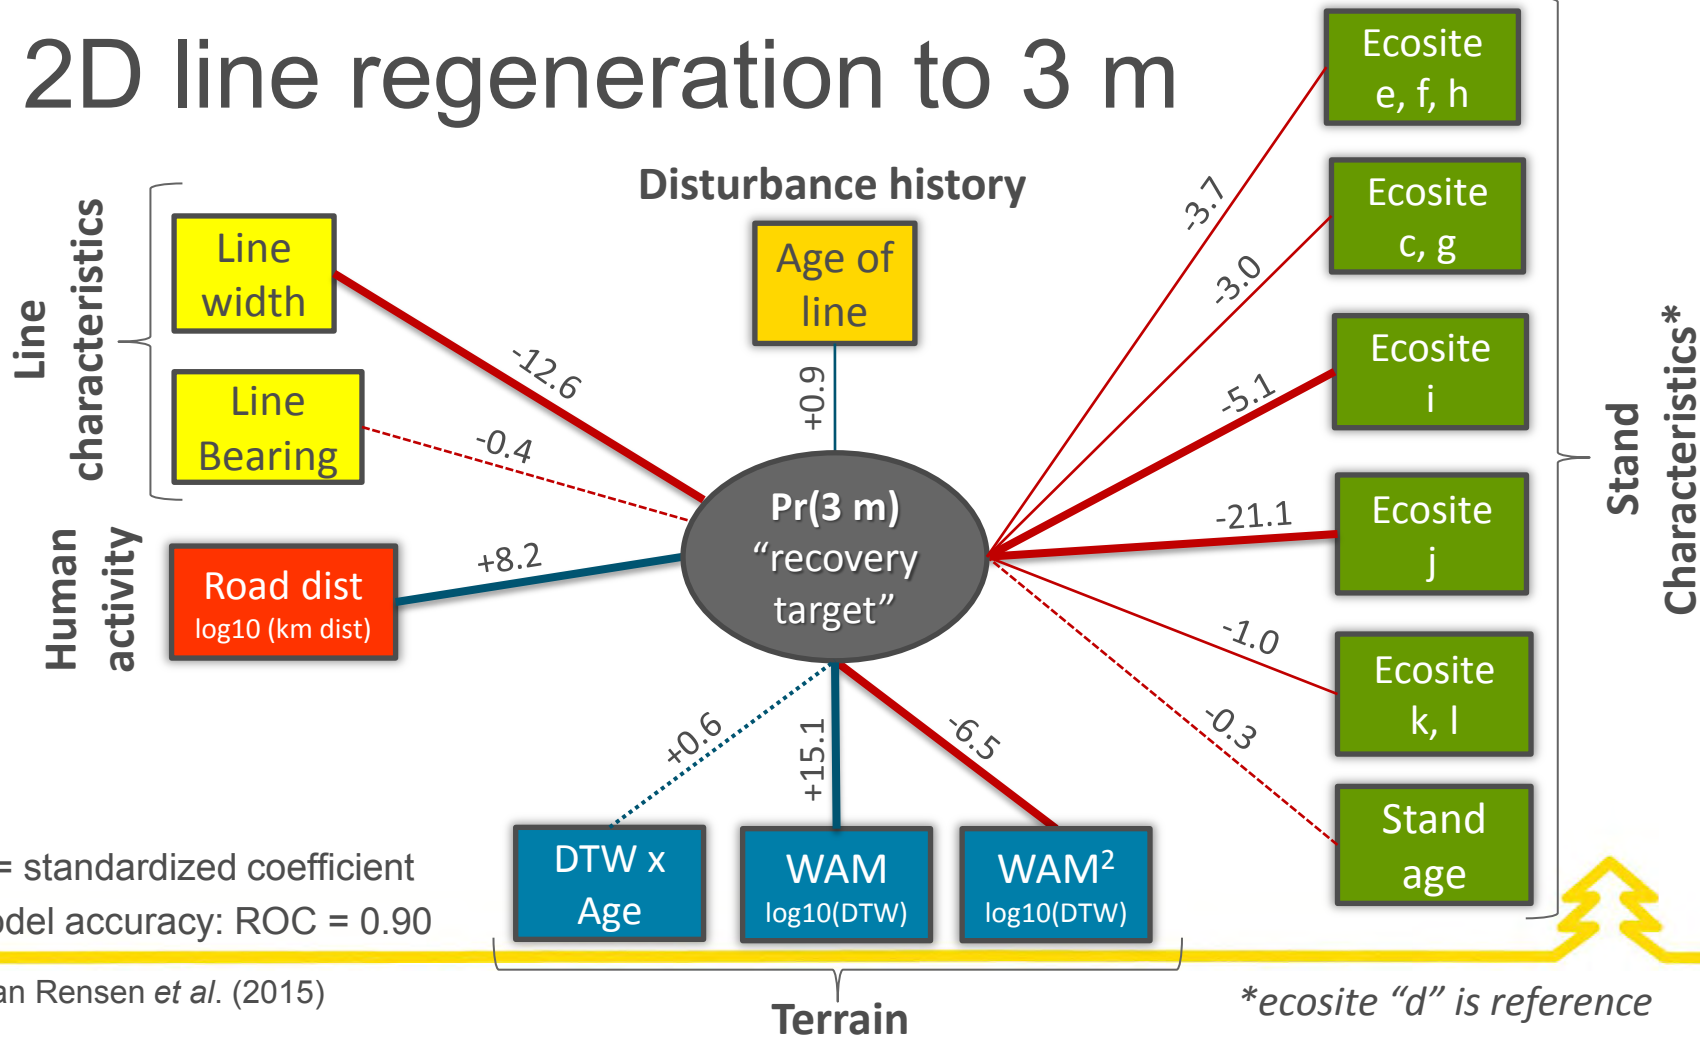 2D line regeneration to 3 m
Disturbance history
Line
characteristics
Line
width
Line
Bearing
Human
activity
Road dist
log10 (km dist)
Age of
line
-12.6
-0.4
+8.2
+0.9
Pr(3 m)
“recovery
target”
+0.6
+15.1
-6.5
DTW x
Age
WAM
log10(DTW)
WAM²
log10(DTW)
Terrain
-3.7
-3.0
-5.1
-21.1
-1.0
-0.3
Ecosite
e, f, h
Ecosite
c, g
Ecosite
i
Ecosite
j
Ecosite
k, l
Stand
age
Stand
Characteristics*
= standardized coefficient
odel accuracy: ROC = 0.90
an Rensen et al. (2015)
*ecosite “d” is reference